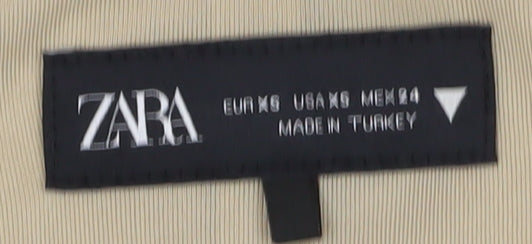 ZARA
EUR XS USA XS MEX 24
MADE IN TURKEY